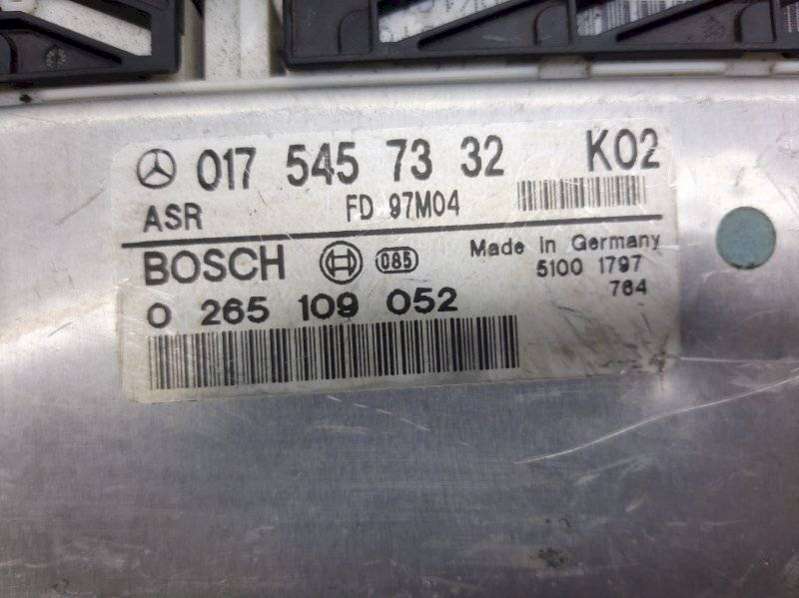 017 545 73 32 K02
ASR FD 97M04
BOSCH 085 Made in Germany
5100 1797
0 265 109 052 764